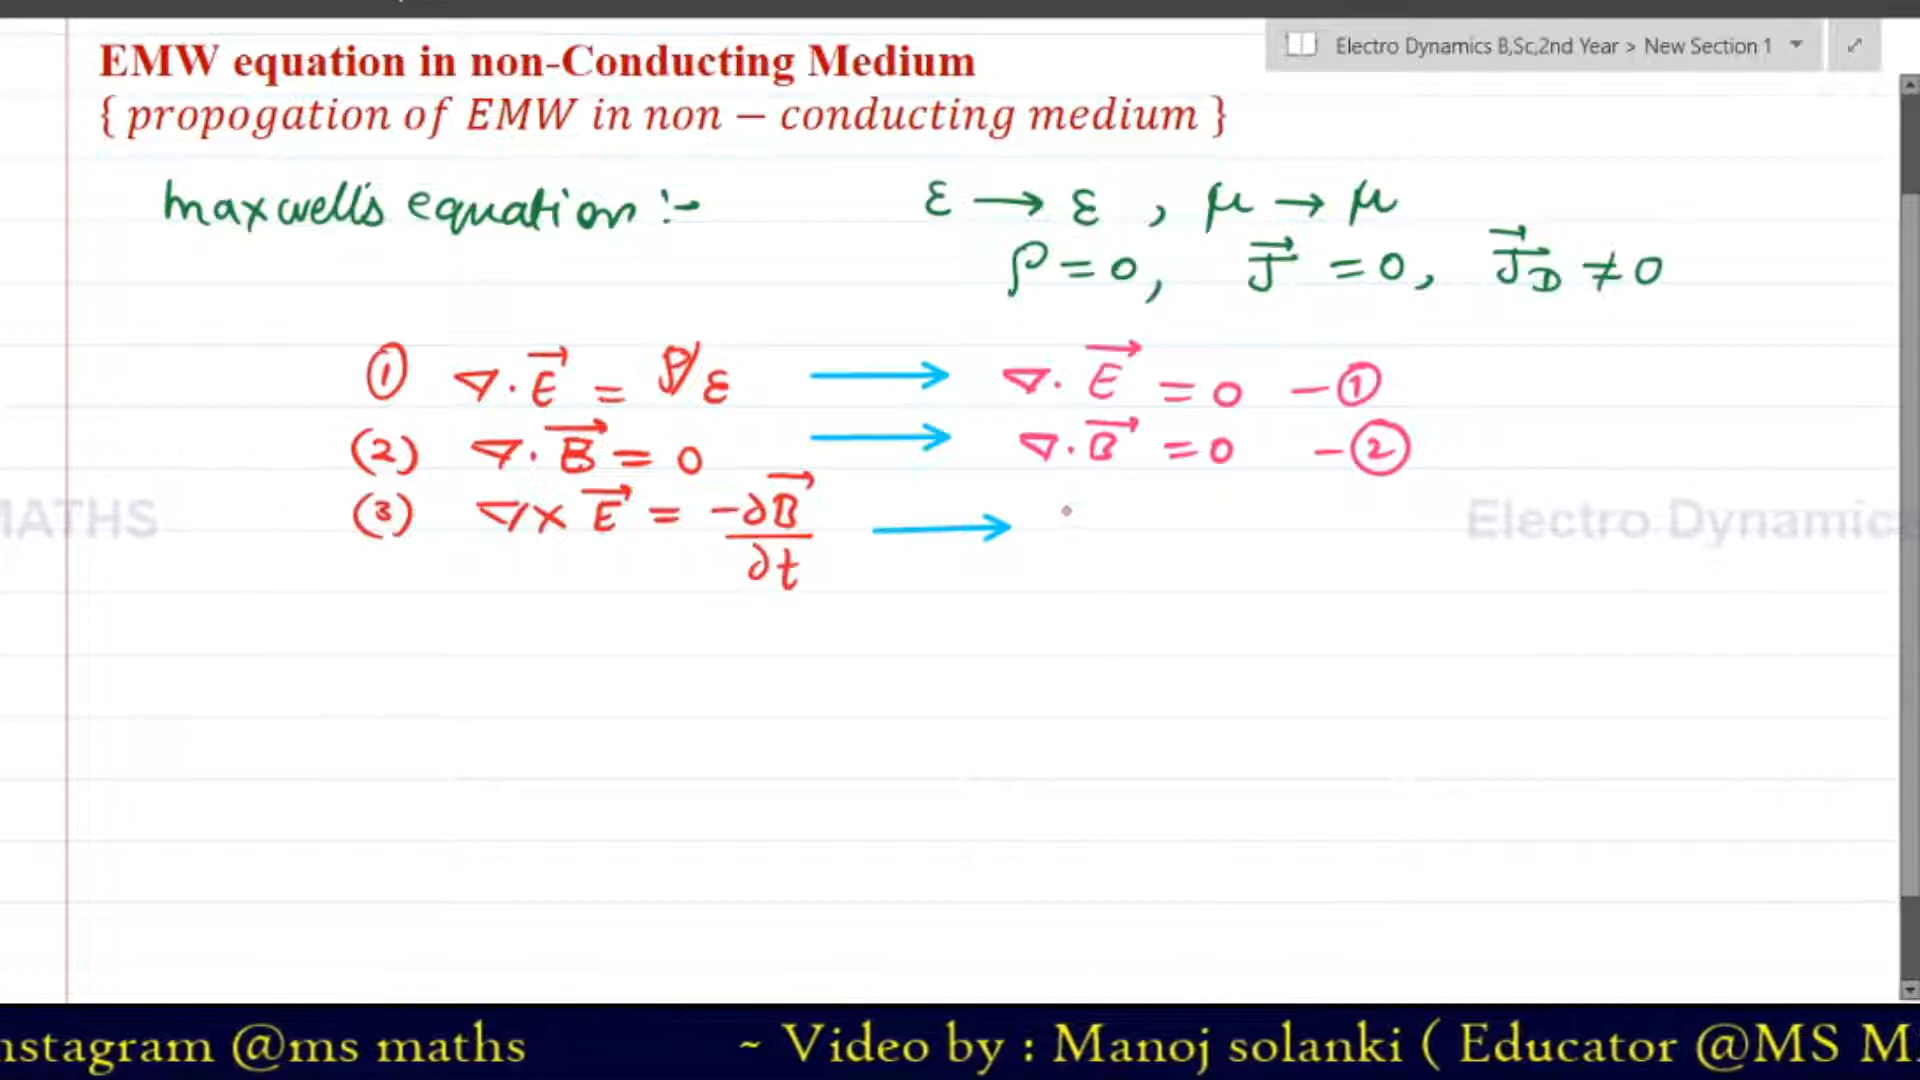 EMW equation in non-Conducting Medium
Electro Dynamics B,Sc,2nd Year > New Section 1
{ propogation of EMW in non − conducting medium }
maxwell's equation :- ε → ε , μ → μ
ρ = 0, J⃗ = 0, J⃗_D ≠ 0
① ∇·E⃗ = ρ/ε ⟶ ∇·E⃗ = 0 - ①
(2) ∇·B⃗ = 0 ⟶ ∇·B⃗ = 0 - ②
(3) ∇×E⃗ = -∂B⃗/∂t ⟶
MATHS
Electro Dynamics
nstagram @ms maths ~ Video by : Manoj solanki ( Educator @MS M